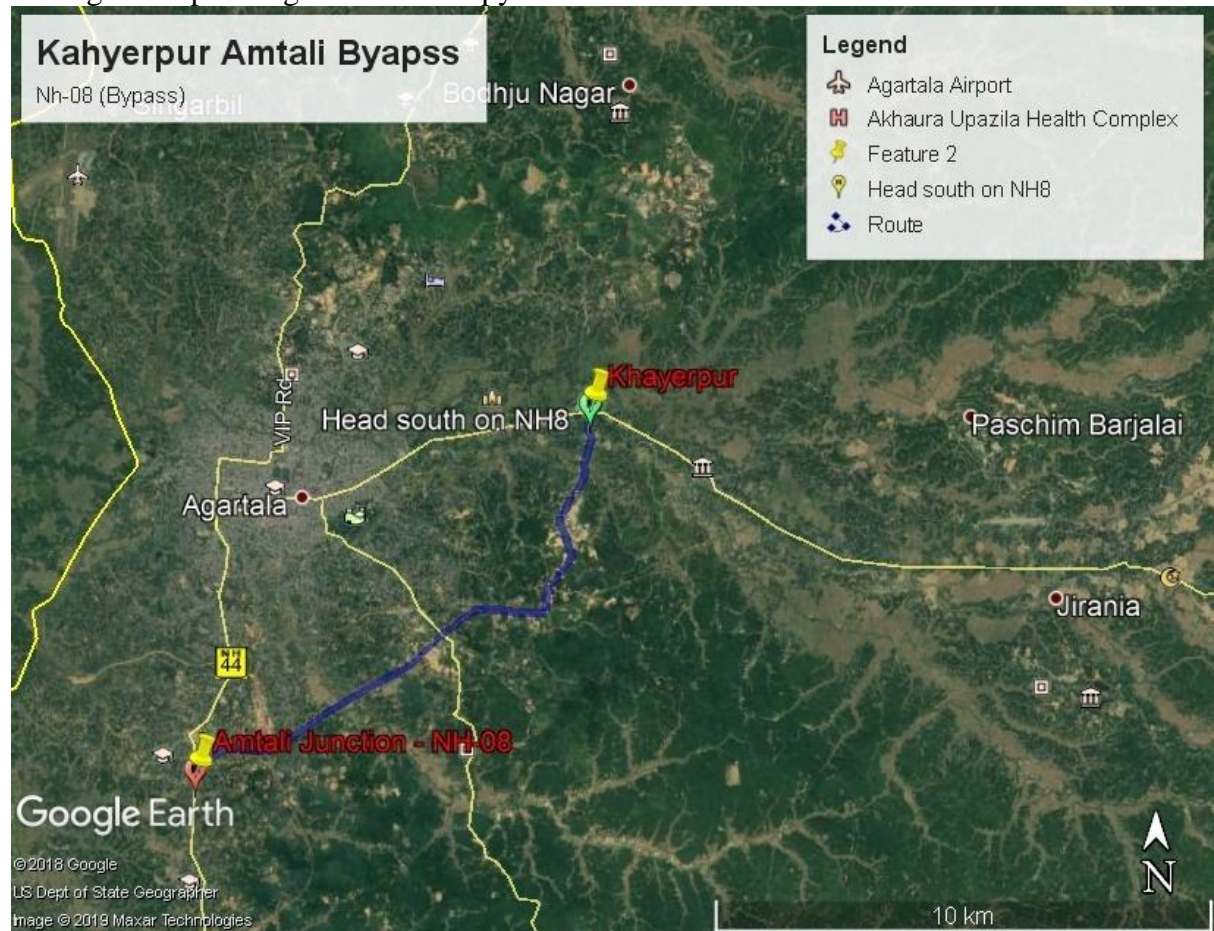 Kahyerpur Amtali Byapss
Nh-08 (Bypass)
Singarbil
Bodhju Nagar
Legend
Agartala Airport
Akhaura Upazila Health Complex
Feature 2
Head south on NH8
Route
VIP Rd
Khayerpur
Head south on NH8
Paschim Barjalai
Agartala
Jirania
NH
44
Amtali Junction - NH-08
Google Earth
©2018 Google
US Dept of State Geographer
Image © 2019 Maxar Technologies
10 km
N